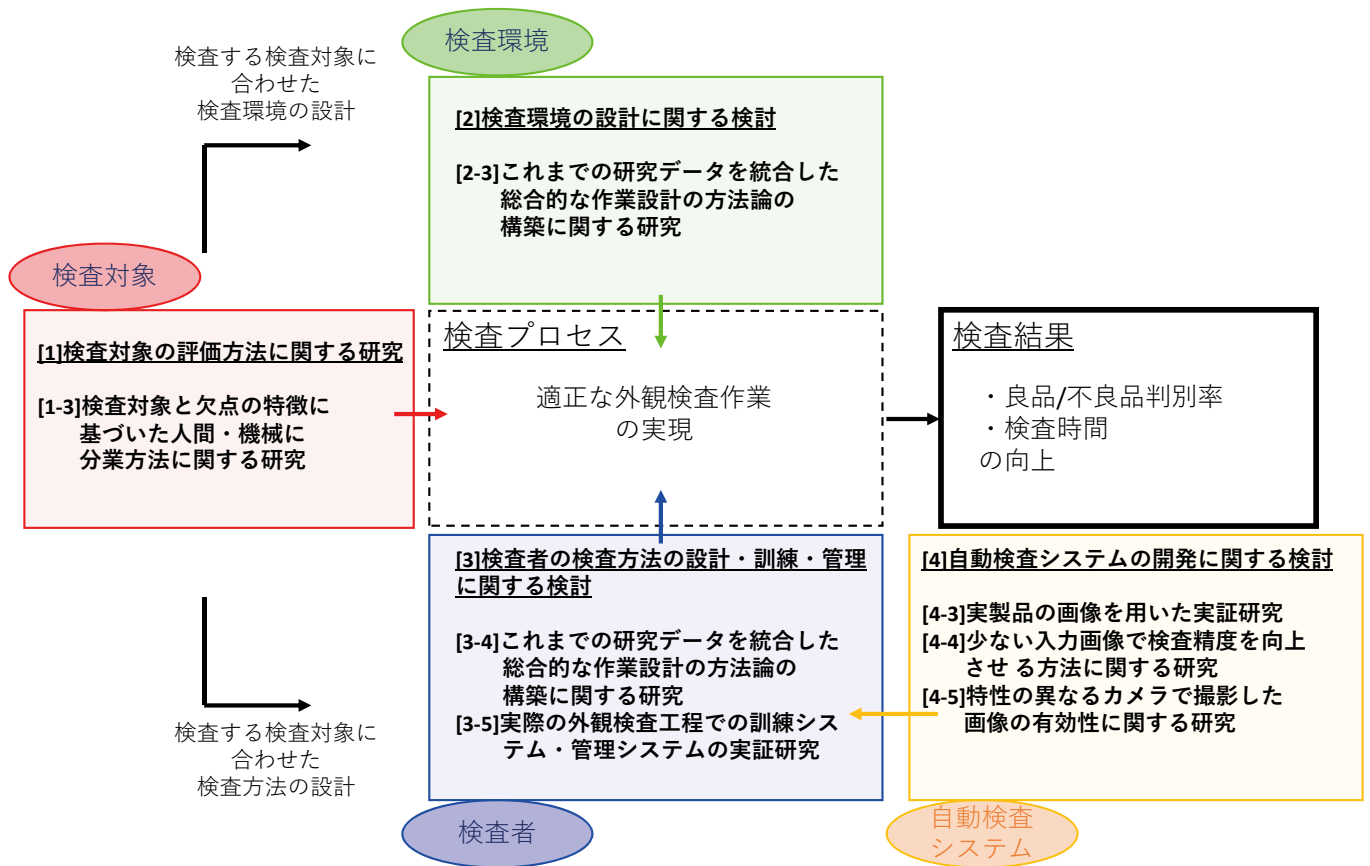 検査環境
検査する検査対象に
合わせた
検査環境の設計
[2]検査環境の設計に関する検討
[2-3]これまでの研究データを統合した
総合的な作業設計の方法論の
構築に関する研究
検査対象
[1]検査対象の評価方法に関する研究
[1-3]検査対象と欠点の特徴に
基づいた人間・機械に
分業方法に関する研究
検査プロセス
適正な外観検査作業
の実現
検査結果
・良品/不良品判別率
・検査時間
の向上
[3]検査者の検査方法の設計・訓練・管理
に関する検討
[3-4]これまでの研究データを統合した
総合的な作業設計の方法論の
構築に関する研究
[3-5]実際の外観検査工程での訓練シス
テム・管理システムの実証研究
[4]自動検査システムの開発に関する検討
[4-3]実製品の画像を用いた実証研究
[4-4]少ない入力画像で検査精度を向上
させ る方法に関する研究
[4-5]特性の異なるカメラで撮影した
画像の有効性に関する研究
検査する検査対象に
合わせた
検査方法の設計
検査者
自動検査
システム